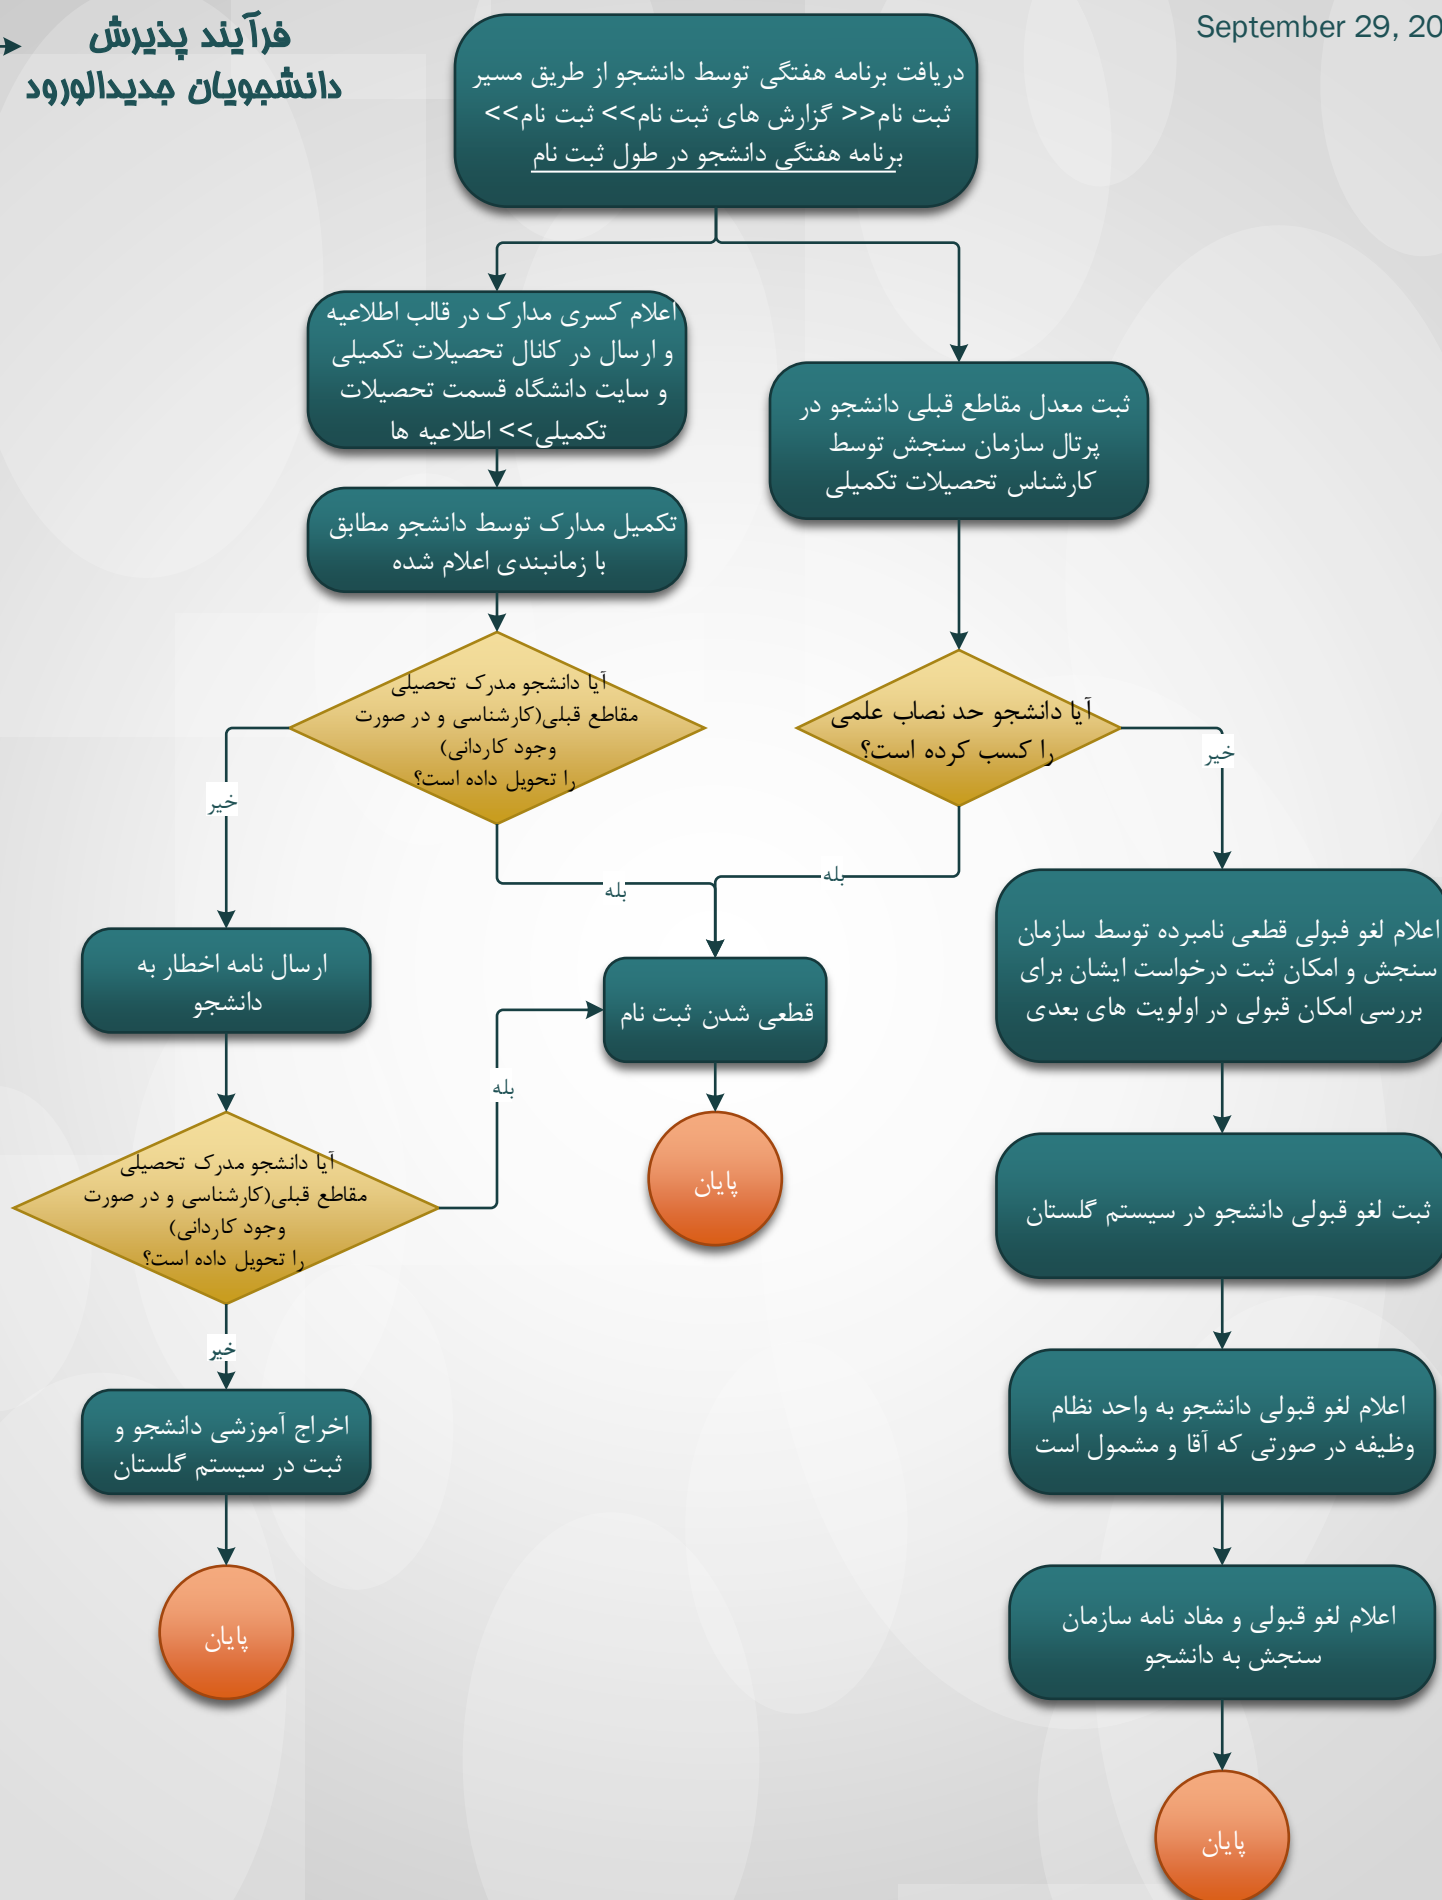 فرآیند پذیرش
دانشجویان جدیدالورود
September 29, 20
دریافت برنامه هفتگی توسط دانشجو از طریق مسیر
ثبت نام>> گزارش های ثبت نام>> ثبت نام>>
برنامه هفتگی دانشجو در طول ثبت نام
اعلام کسری مدارک در قالب اطلاعیه
و ارسال در کانال تحصیلات تکمیلی
و سایت دانشگاه قسمت تحصیلات
تکمیلی>> اطلاعیه ها
ثبت معدل مقاطع قبلی دانشجو در
پرتال سازمان سنجش توسط
کارشناس تحصیلات تکمیلی
تکمیل مدارک توسط دانشجو مطابق
با زمانبندی اعلام شده
آیا دانشجو مدرک تحصیلی
مقاطع قبلی(کارشناسی و در صورت
وجود کاردانی)
را تحویل داده است؟
آیا دانشجو حد نصاب علمی
را کسب کرده است؟
خیر
خیر
بله
بله
اعلام لغو فبولی قطعی نامبرده توسط سازمان
سنجش و امکان ثبت درخواست ایشان برای
بررسی امکان قبولی در اولویت های بعدی
ارسال نامه اخطار به
دانشجو
قطعی شدن ثبت نام
بله
آیا دانشجو مدرک تحصیلی
مقاطع قبلی(کارشناسی و در صورت
وجود کاردانی)
را تحویل داده است؟
پایان
ثبت لغو قبولی دانشجو در سیستم گلستان
خیر
اخراج آموزشی دانشجو و
ثبت در سیستم گلستان
اعلام لغو قبولی دانشجو به واحد نظام
وظیفه در صورتی که آقا و مشمول است
پایان
اعلام لغو قبولی و مفاد نامه سازمان
سنجش به دانشجو
پایان